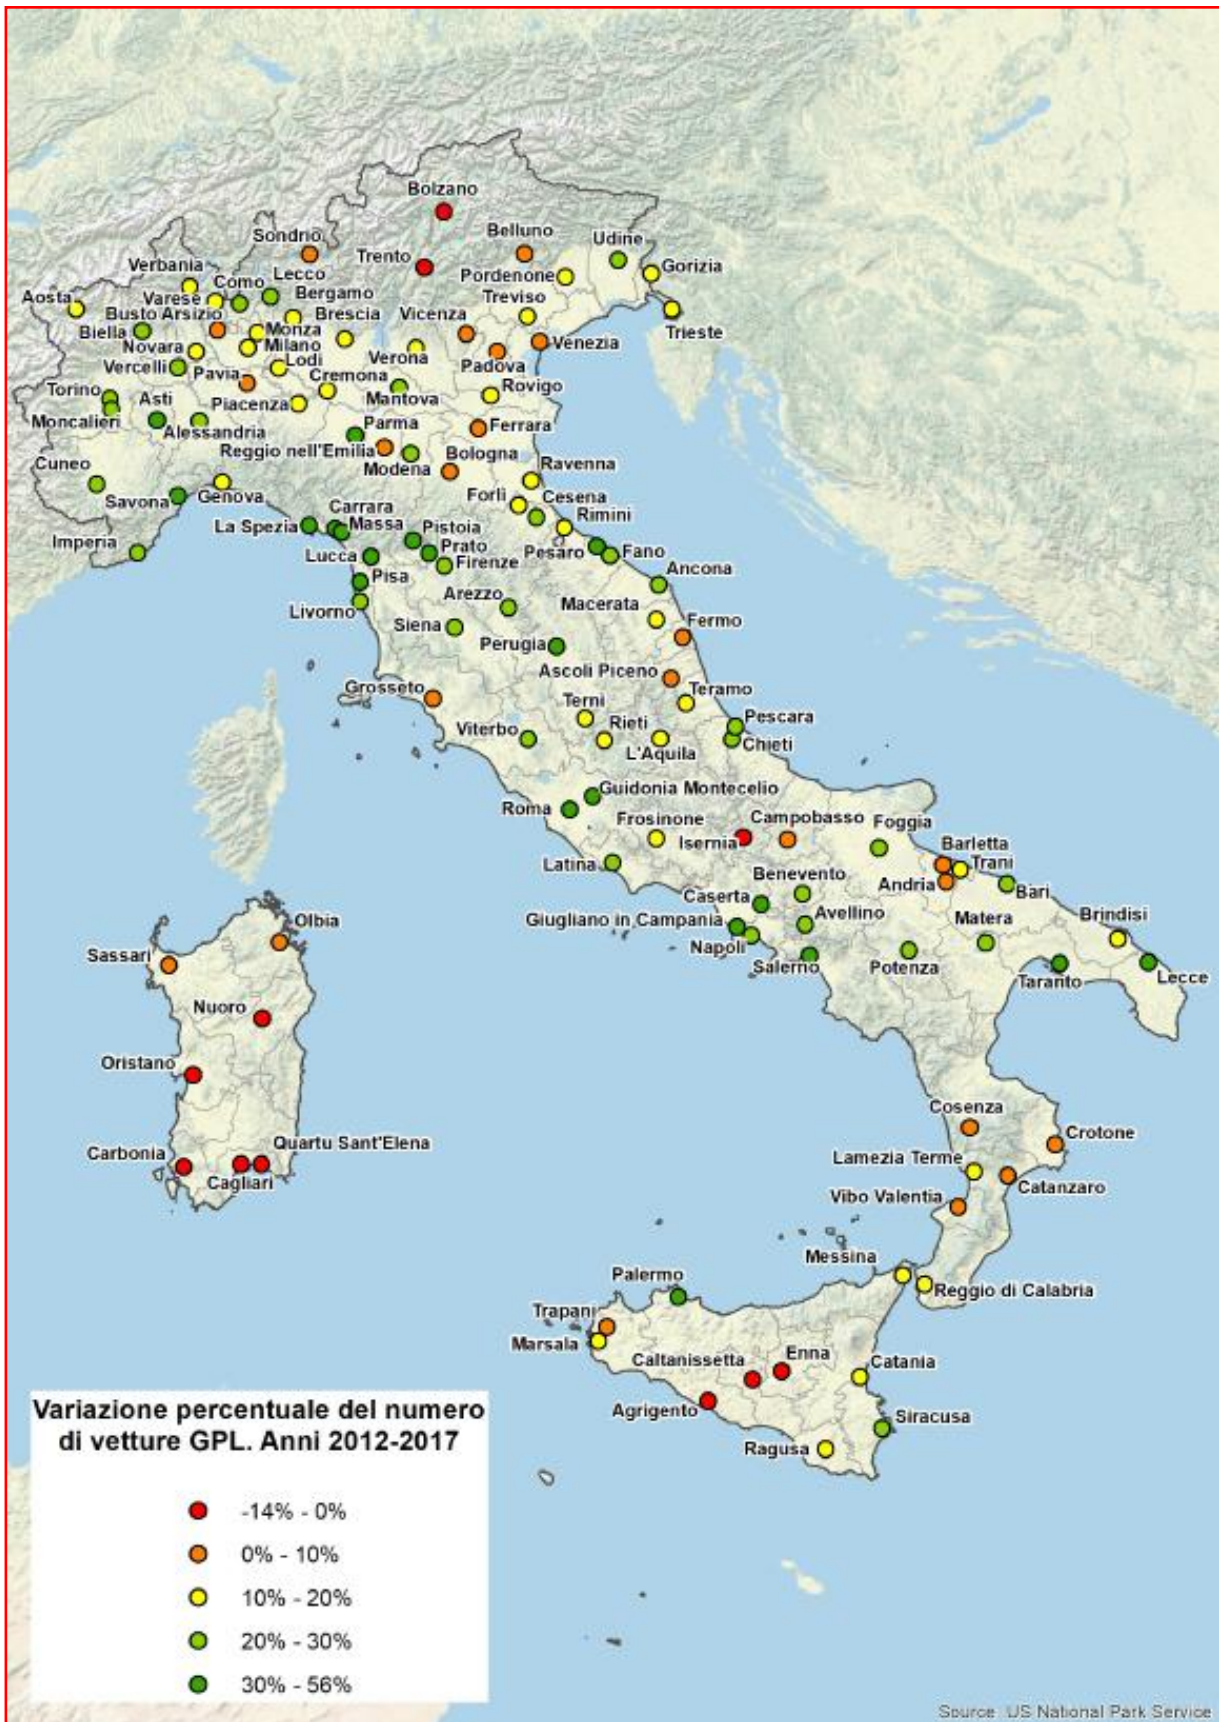 Bolzano
Sondrio
Belluno
Udine
Trento
Verbania
Lecco
Pordenone
Gorizia
Como
Aosta
Varese
Bergamo
Treviso
Busto Arsizio
Brescia
Vicenza
Trieste
Biella
Monza
Venezia
Novara
Milano
Verona
Padova
Vercelli
Lodi
Pavia
Cremona
Rovigo
Torino
Asti
Piacenza
Mantova
Moncalieri
Alessandria
Parma
Ferrara
Reggio nell'Emilia
Bologna
Cuneo
Modena
Ravenna
Savona
Genova
Forlì
Cesena
Carrara
La Spezia
Massa
Pistoia
Rimini
Imperia
Lucca
Prato
Pesaro
Fano
Firenze
Pisa
Ancona
Arezzo
Macerata
Livorno
Fermo
Siena
Perugia
Ascoli Piceno
Grosseto
Terni
Teramo
Viterbo
Rieti
Pescara
L'Aquila
Chieti
Guidonia Montecelio
Roma
Frosinone
Campobasso
Foggia
Isernia
Barletta
Latina
Trani
Benevento
Andria
Bari
Caserta
Olbia
Giugliano in Campania
Avellino
Matera
Brindisi
Napoli
Sassari
Salerno
Potenza
Taranto
Lecce
Nuoro
Oristano
Cosenza
Crotone
Quartu Sant'Elena
Carbonia
Lamezia Terme
Cagliari
Catanzaro
Vibo Valentia
Messina
Palermo
Reggio di Calabria
Trapani
Marsala
Enna
Caltanissetta
Catania
Agrigento
Siracusa
Ragusa
Variazione percentuale del numero
di vetture GPL. Anni 2012-2017
-14% - 0%
0% - 10%
10% - 20%
20% - 30%
30% - 56%
Source: US National Park Service